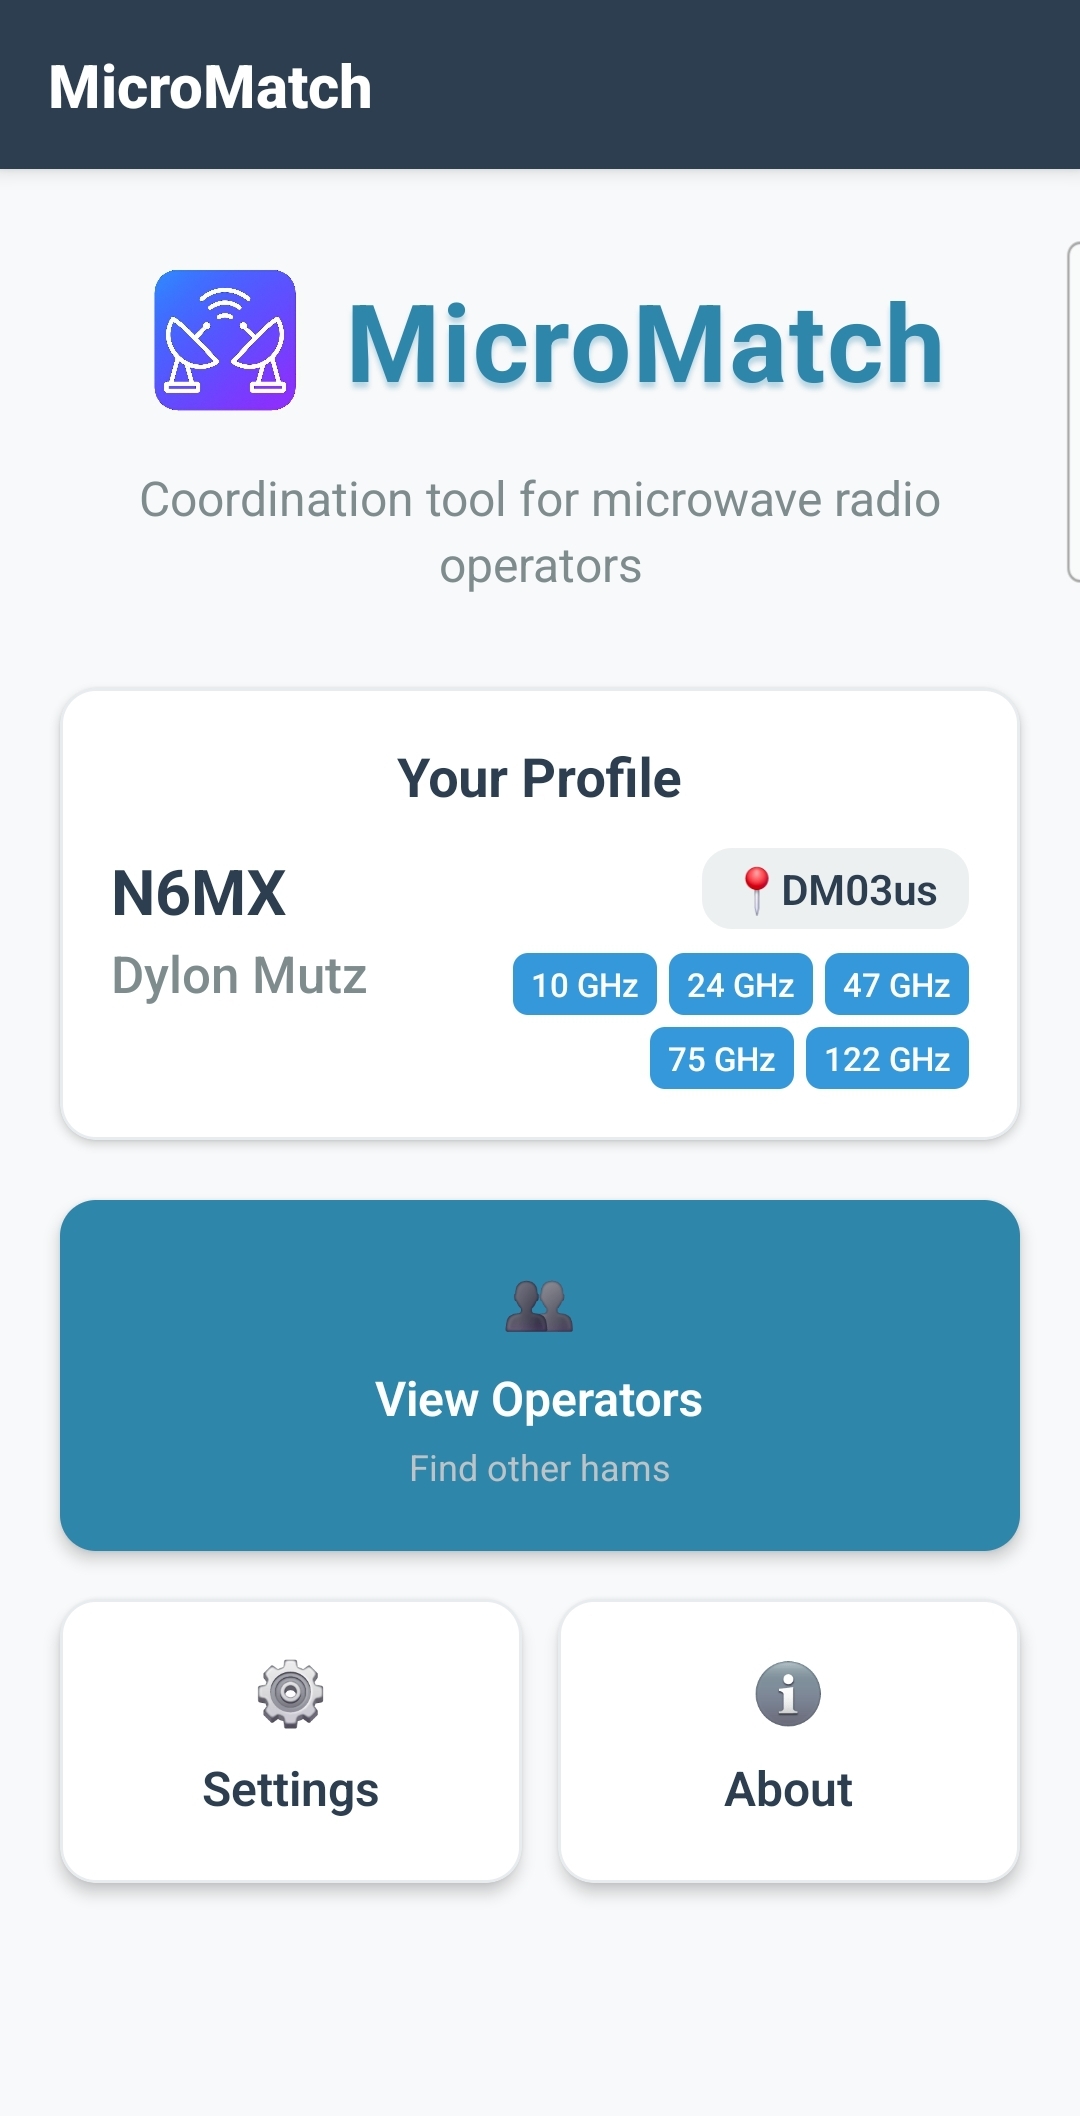 MicroMatch
MicroMatch
Coordination tool for microwave radio
operators
Your Profile
N6MX
📍DM03us
Dylon Mutz
10 GHz 24 GHz 47 GHz
75 GHz 122 GHz
View Operators
Find other hams
Settings
About